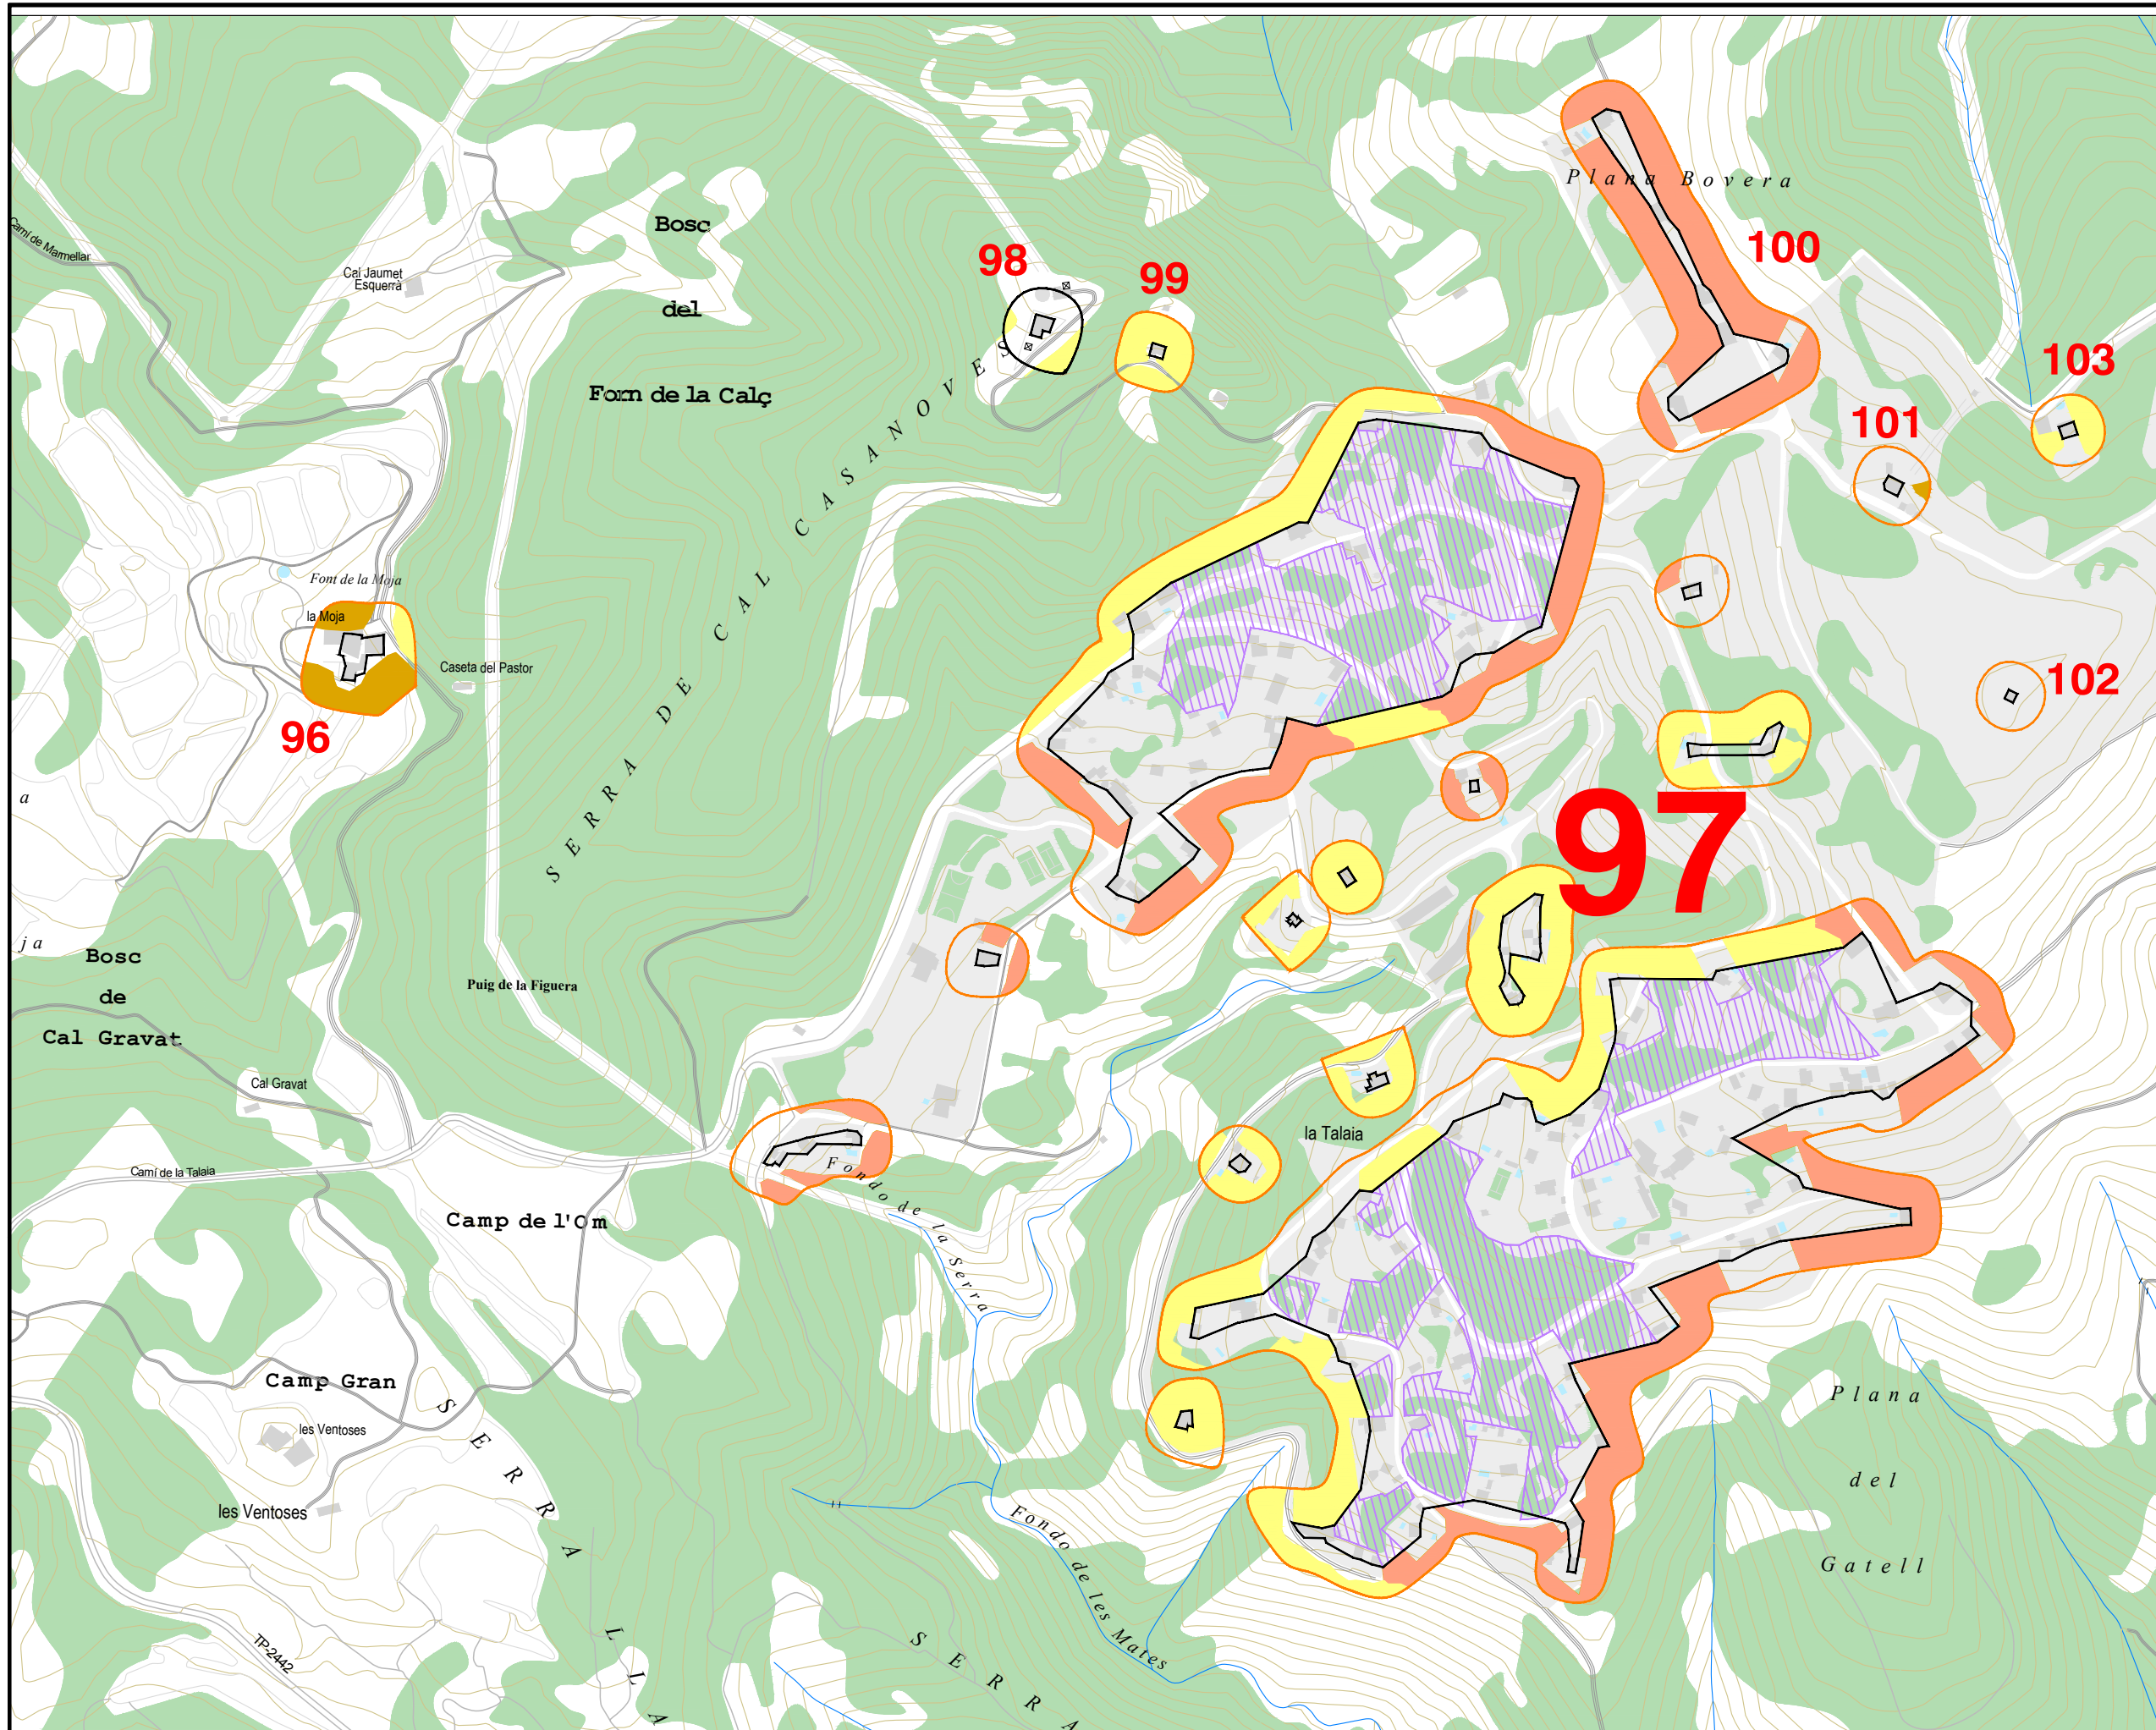 Plana Bovera
Bosc
98
100
Camí de Marmellar
99
Cal Jaumet
Esquerrà
del
103
Forn de la Calç
101
SERRA DE CAL CASANOVES
Font de la Moja
la Moja
Caseta del Pastor
102
96
a
97
ja
Bosc
de
Cal Gravat
Puig de la Figuera
Cal Gravat
la Talaia
Camí de la Talaia
Fondo de la Serra
Camp de l'Om
Camp Gran
Plana
les Ventoses
del
les Ventoses
Fondo de les Mates
Gatell
SERRALLA
TP-2442
SERRA